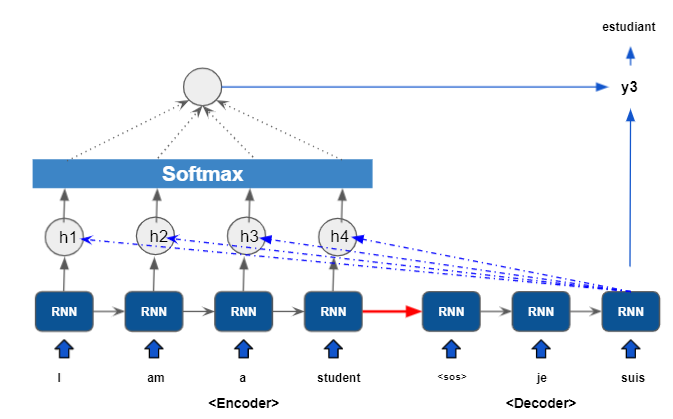 estudiant
y3
Softmax
h1 h2 h3 h4
RNN RNN RNN RNN RNN RNN RNN
I am a student <sos> je suis
<Encoder> <Decoder>